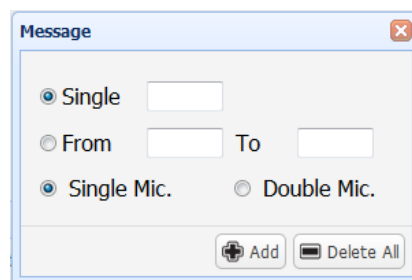 Message
Single
From To
Single Mic. Double Mic.
Add Delete All